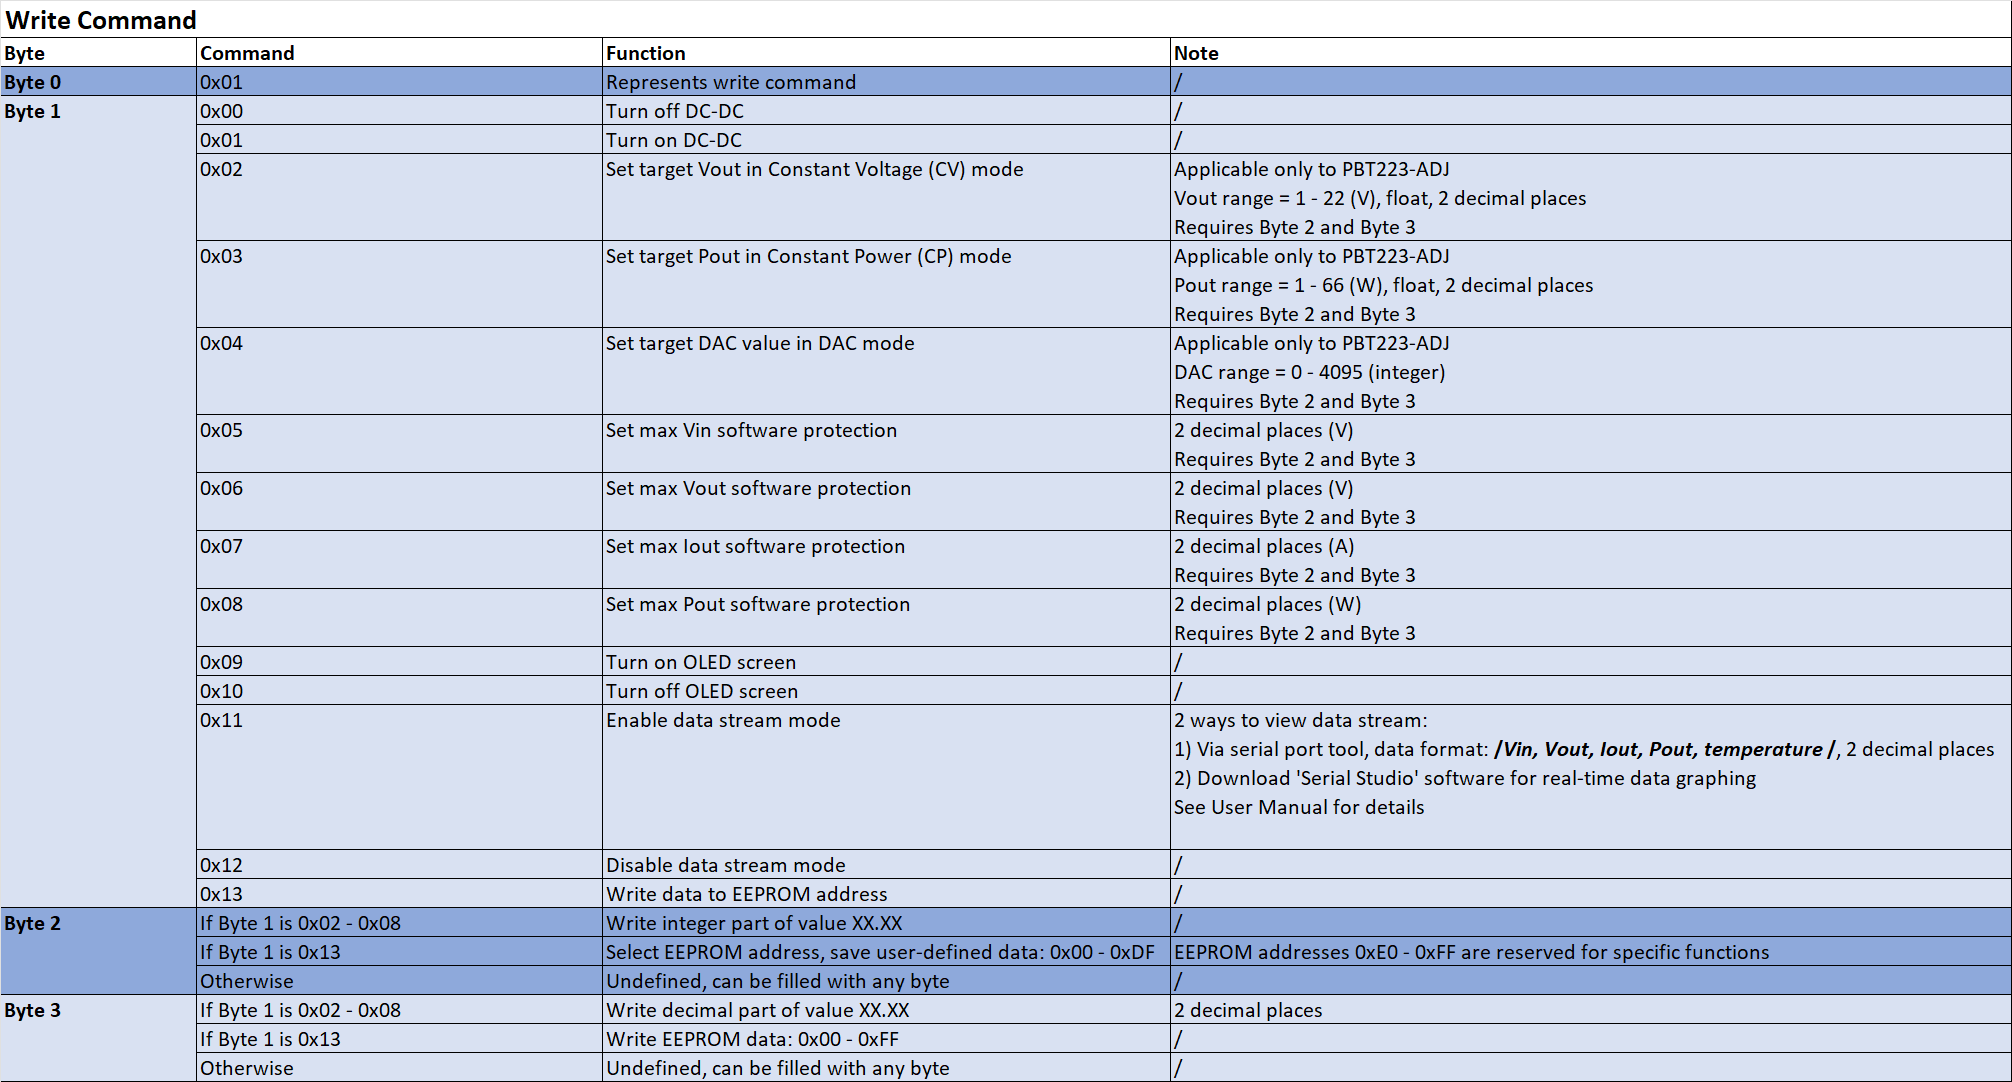 Write Command
Byte Command Function Note
Byte 0 0x01 Represents write command /
Byte 1 0x00 Turn off DC-DC /
0x01 Turn on DC-DC /
0x02 Set target Vout in Constant Voltage (CV) mode Applicable only to PBT223-ADJ
Vout range = 1 - 22 (V), float, 2 decimal places
Requires Byte 2 and Byte 3
0x03 Set target Pout in Constant Power (CP) mode Applicable only to PBT223-ADJ
Pout range = 1 - 66 (W), float, 2 decimal places
Requires Byte 2 and Byte 3
0x04 Set target DAC value in DAC mode Applicable only to PBT223-ADJ
DAC range = 0 - 4095 (integer)
Requires Byte 2 and Byte 3
0x05 Set max Vin software protection 2 decimal places (V)
Requires Byte 2 and Byte 3
0x06 Set max Vout software protection 2 decimal places (V)
Requires Byte 2 and Byte 3
0x07 Set max Iout software protection 2 decimal places (A)
Requires Byte 2 and Byte 3
0x08 Set max Pout software protection 2 decimal places (W)
Requires Byte 2 and Byte 3
0x09 Turn on OLED screen /
0x10 Turn off OLED screen /
0x11 Enable data stream mode 2 ways to view data stream:
1) Via serial port tool, data format: /Vin, Vout, Iout, Pout, temperature /, 2 decimal places
2) Download 'Serial Studio' software for real-time data graphing
See User Manual for details
0x12 Disable data stream mode /
0x13 Write data to EEPROM address /
Byte 2 If Byte 1 is 0x02 - 0x08 Write integer part of value XX.XX /
If Byte 1 is 0x13 Select EEPROM address, save user-defined data: 0x00 - 0xDF EEPROM addresses 0xE0 - 0xFF are reserved for specific functions
Otherwise Undefined, can be filled with any byte /
Byte 3 If Byte 1 is 0x02 - 0x08 Write decimal part of value XX.XX 2 decimal places
If Byte 1 is 0x13 Write EEPROM data: 0x00 - 0xFF /
Otherwise Undefined, can be filled with any byte /